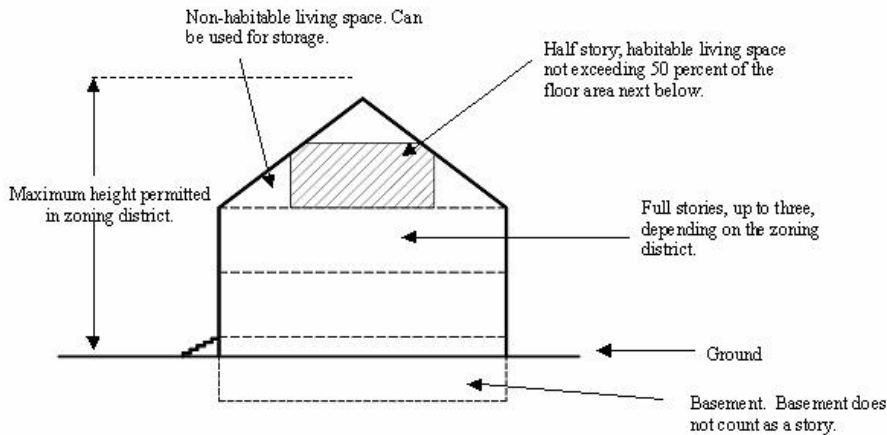 Non-habitable living space. Can
be used for storage.
Half story; habitable living space
not exceeding 50 percent of the
floor area next below.
Maximum height permitted
in zoning district.
Full stories, up to three,
depending on the zoning
district.
Ground
Basement. Basement does
not count as a story.